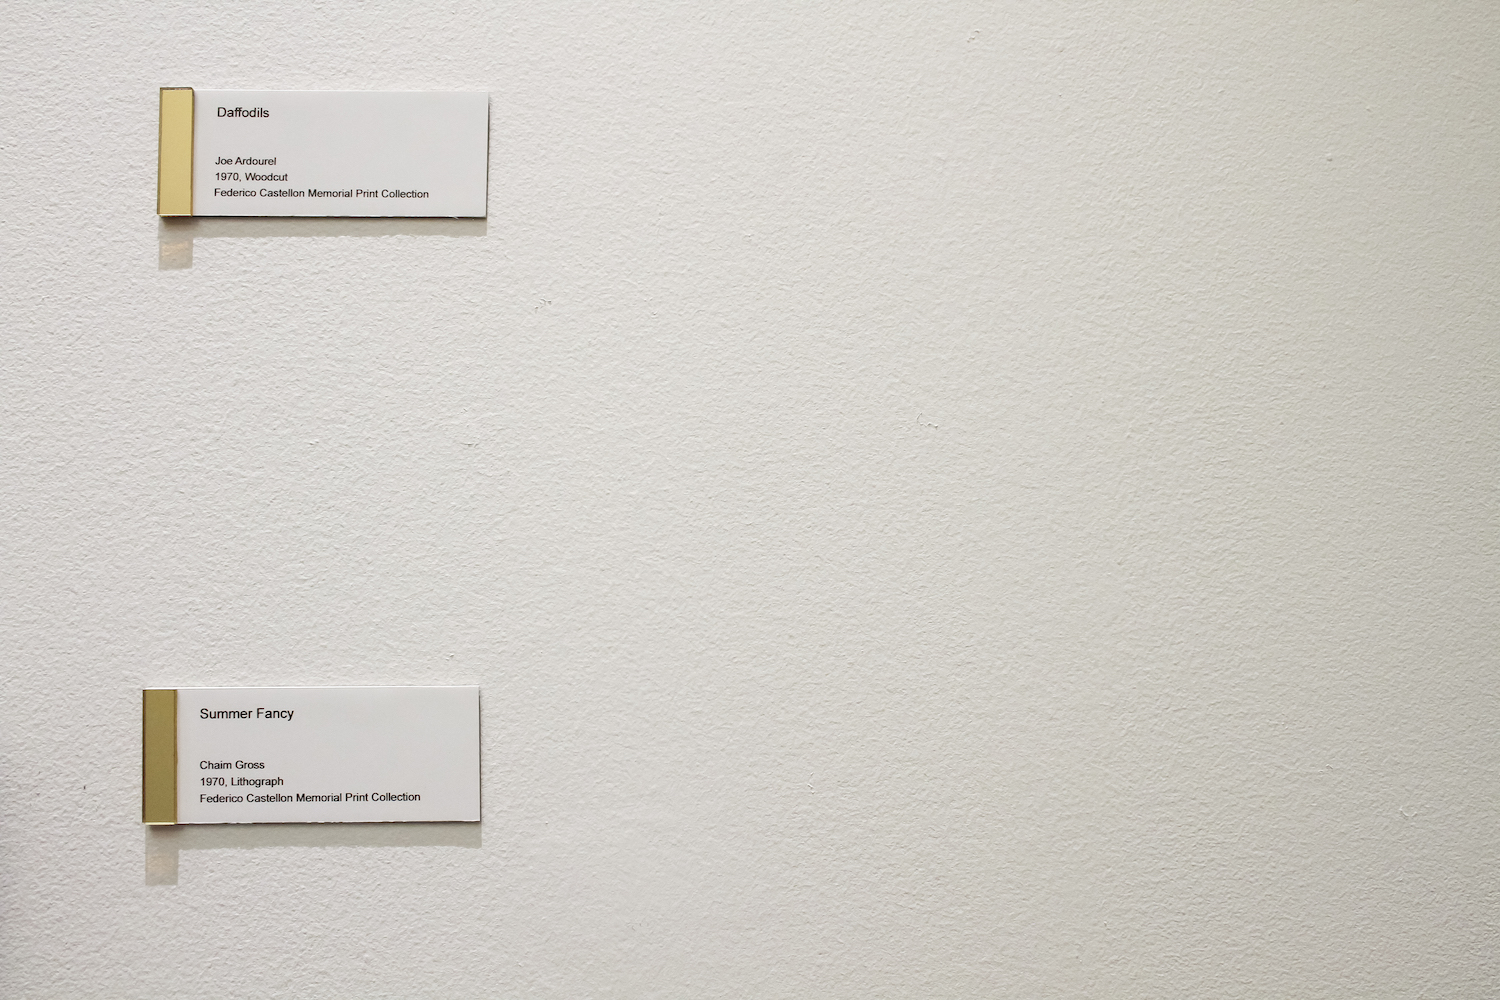 Daffodils
Joe Ardourel
1970, Woodcut
Federico Castellon Memorial Print Collection
Summer Fancy
Chaim Gross
1970, Lithograph
Federico Castellon Memorial Print Collection